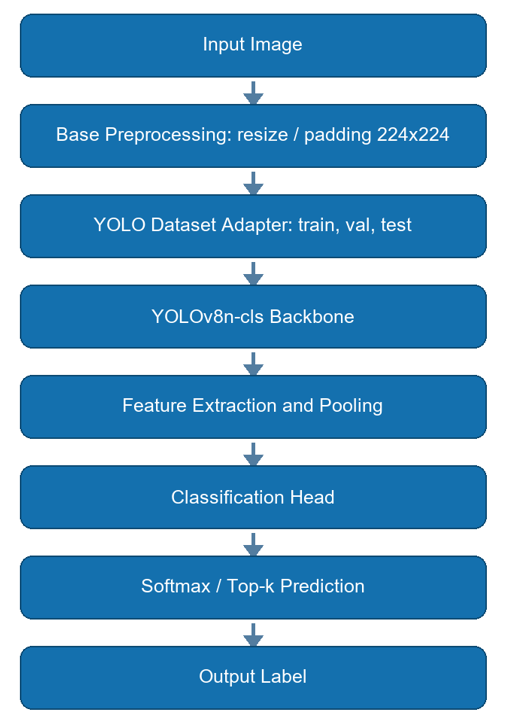 Input Image
Base Preprocessing: resize / padding 224x224
YOLO Dataset Adapter: train, val, test
YOLOv8n-cls Backbone
Feature Extraction and Pooling
Classification Head
Softmax / Top-k Prediction
Output Label